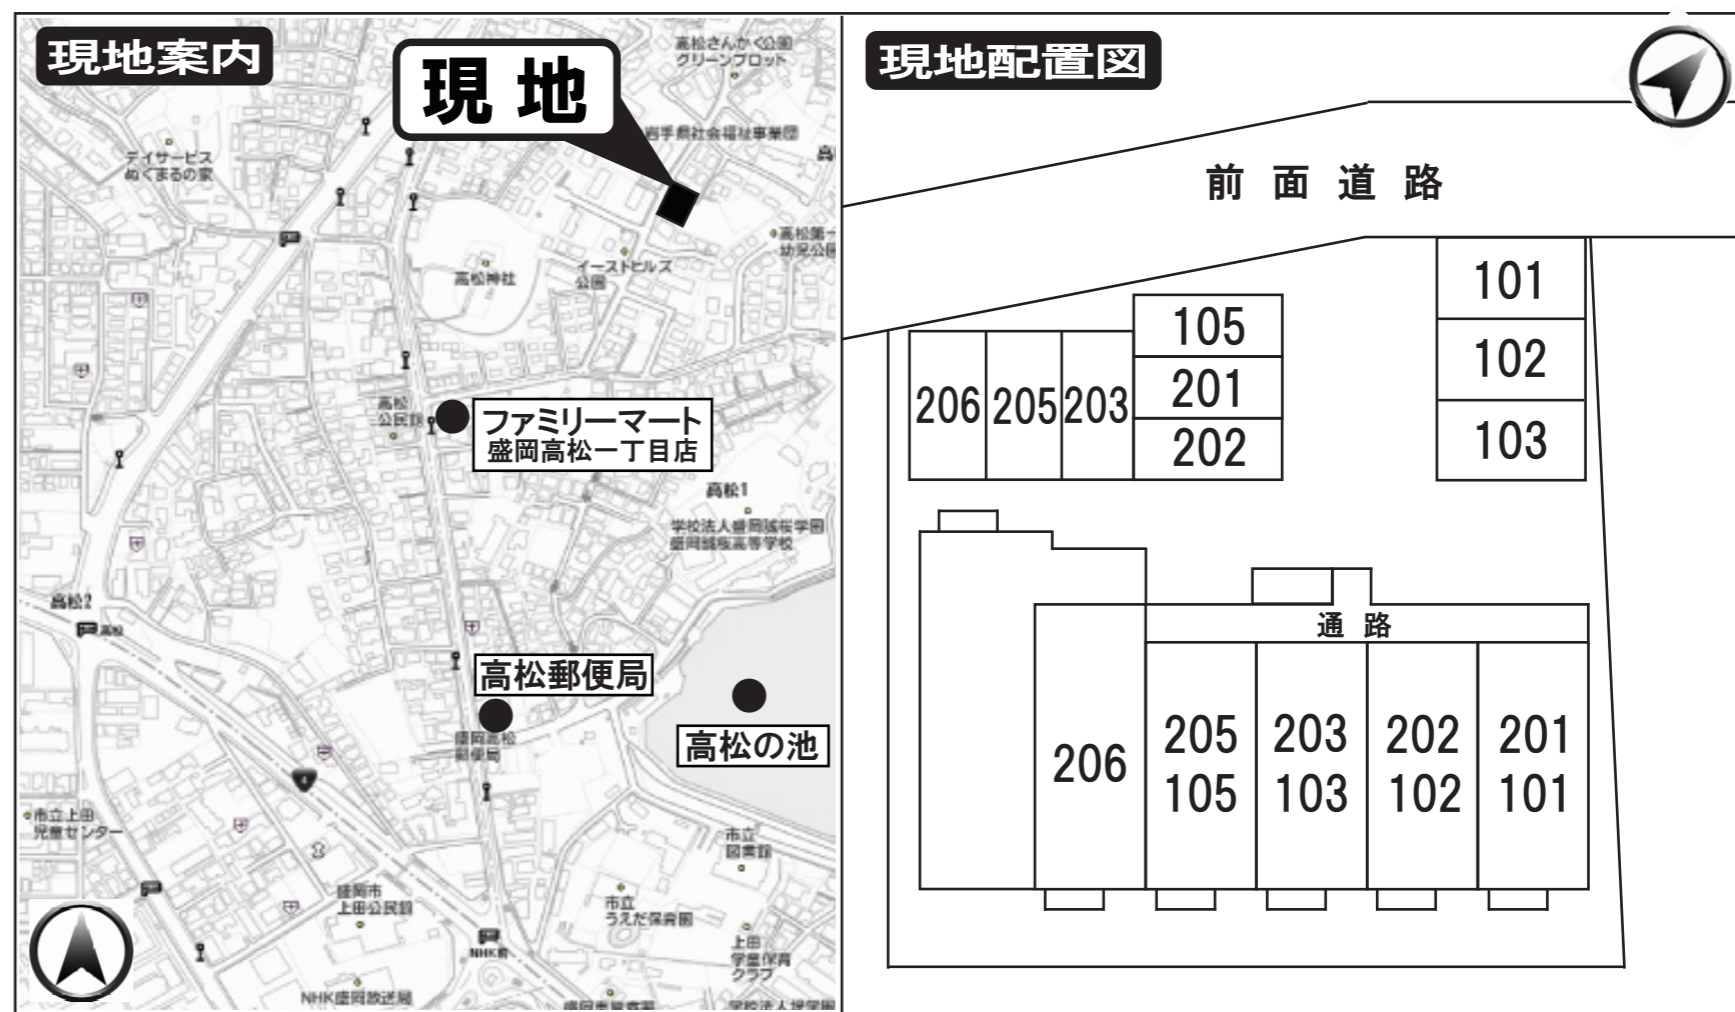 現地案内
現地
高松さんかく公園
グリーンプロット
岩手県社会福祉事業団
デイサービス
ぬくまるの家
高松第一
幼児公園
高松神社
イーストヒルズ
公園
高松
公民館
ファミリーマート
盛岡高松一丁目店
高松1
学校法人盛岡誠桜学園
盛岡誠桜高等学校
高松2
高松
高松郵便局
盛岡高松
郵便局
高松の池
4
市立上田
児童センター
市立
図書館
盛岡市
上田公民館
市立
うえだ保育園
NHK前
上田
学童保育
クラブ
NHK盛岡放送局
現地配置図
前面道路
101
102
103
105
201
202
206
205
203
通路
206
205
105
203
103
202
102
201
101